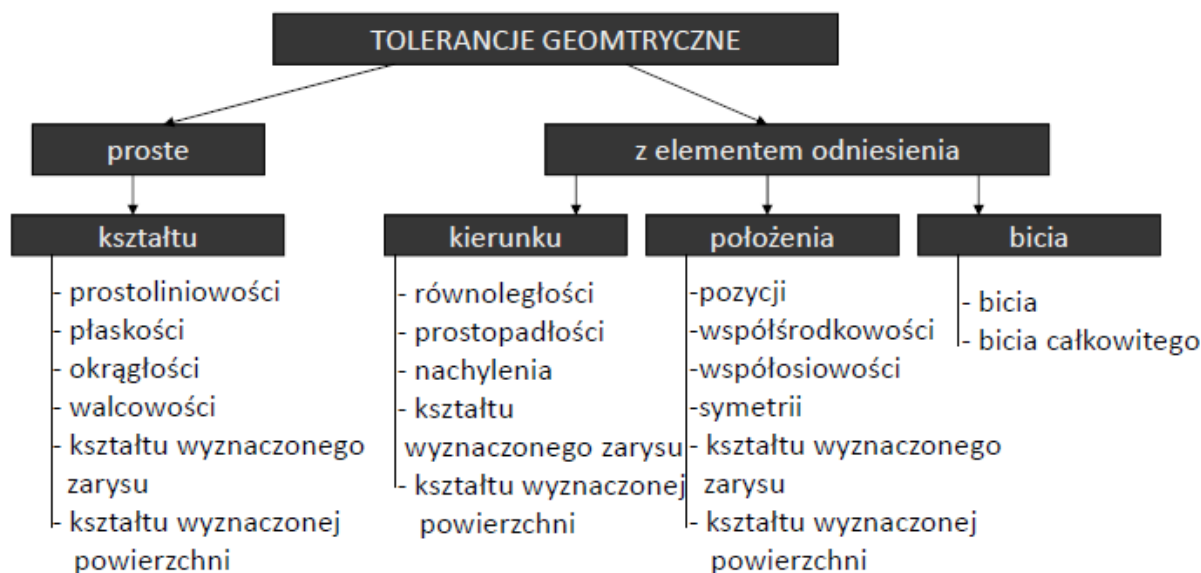 TOLERANCJE GEOMTRYCZNE
proste
z elementem odniesienia
kształtu
- prostoliniowości
- płaskości
- okrągłości
- walcowości
- kształtu wyznaczonego
zarysu
- kształtu wyznaczonej
powierzchni
kierunku
- równoległości
- prostopadłości
- nachylenia
- kształtu
wyznaczonego zarysu
- kształtu wyznaczonej
powierzchni
położenia
-pozycji
-współśrodkowości
-współosiowości
-symetrii
- kształtu wyznaczonego
zarysu
- kształtu wyznaczonej
powierzchni
bicia
- bicia
- bicia całkowitego